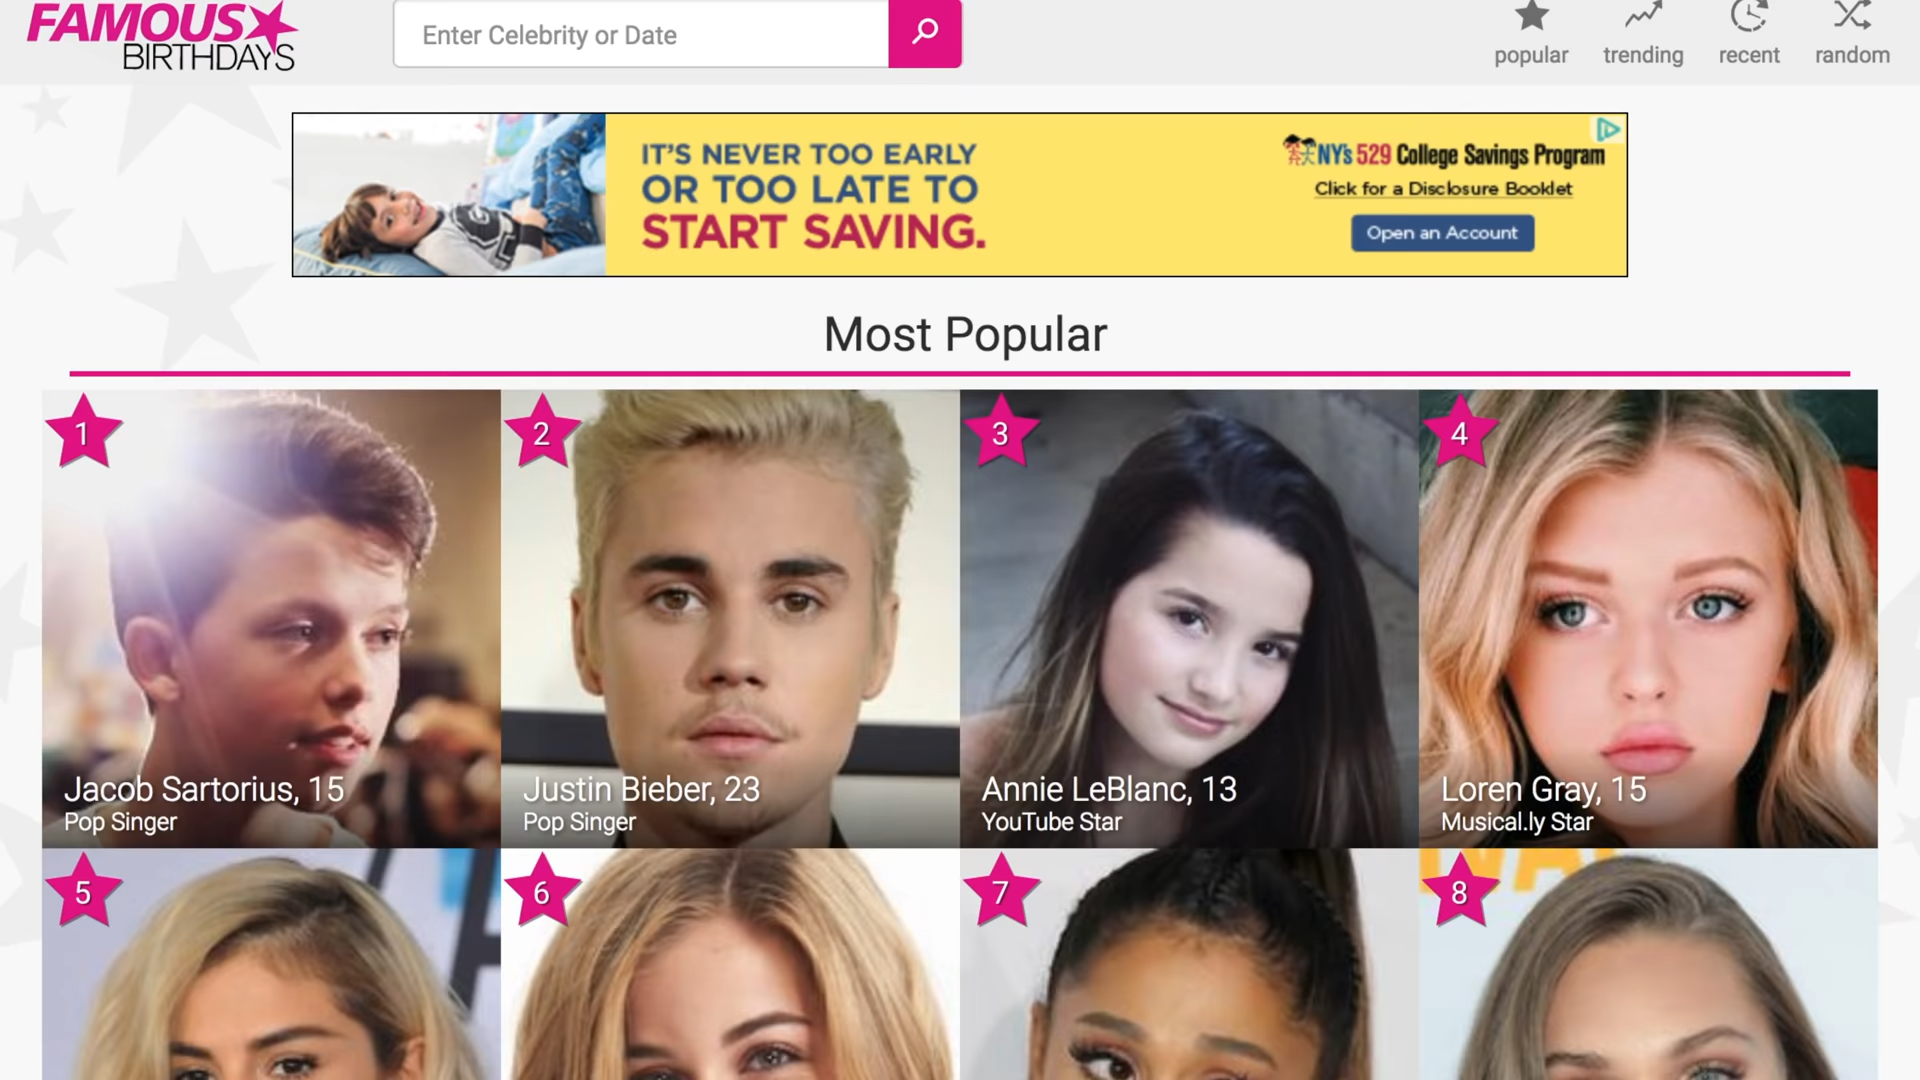 FAMOUS
BIRTHDAYS
Enter Celebrity or Date
popular
trending
recent
random
IT'S NEVER TOO EARLY
OR TOO LATE TO
START SAVING.
NY's 529 College Savings Program
Click for a Disclosure Booklet
Open an Account
Most Popular
1
2
3
4
Jacob Sartorius, 15
Pop Singer
Justin Bieber, 23
Pop Singer
Annie LeBlanc, 13
YouTube Star
Loren Gray, 15
Musical.ly Star
5
6
7
8